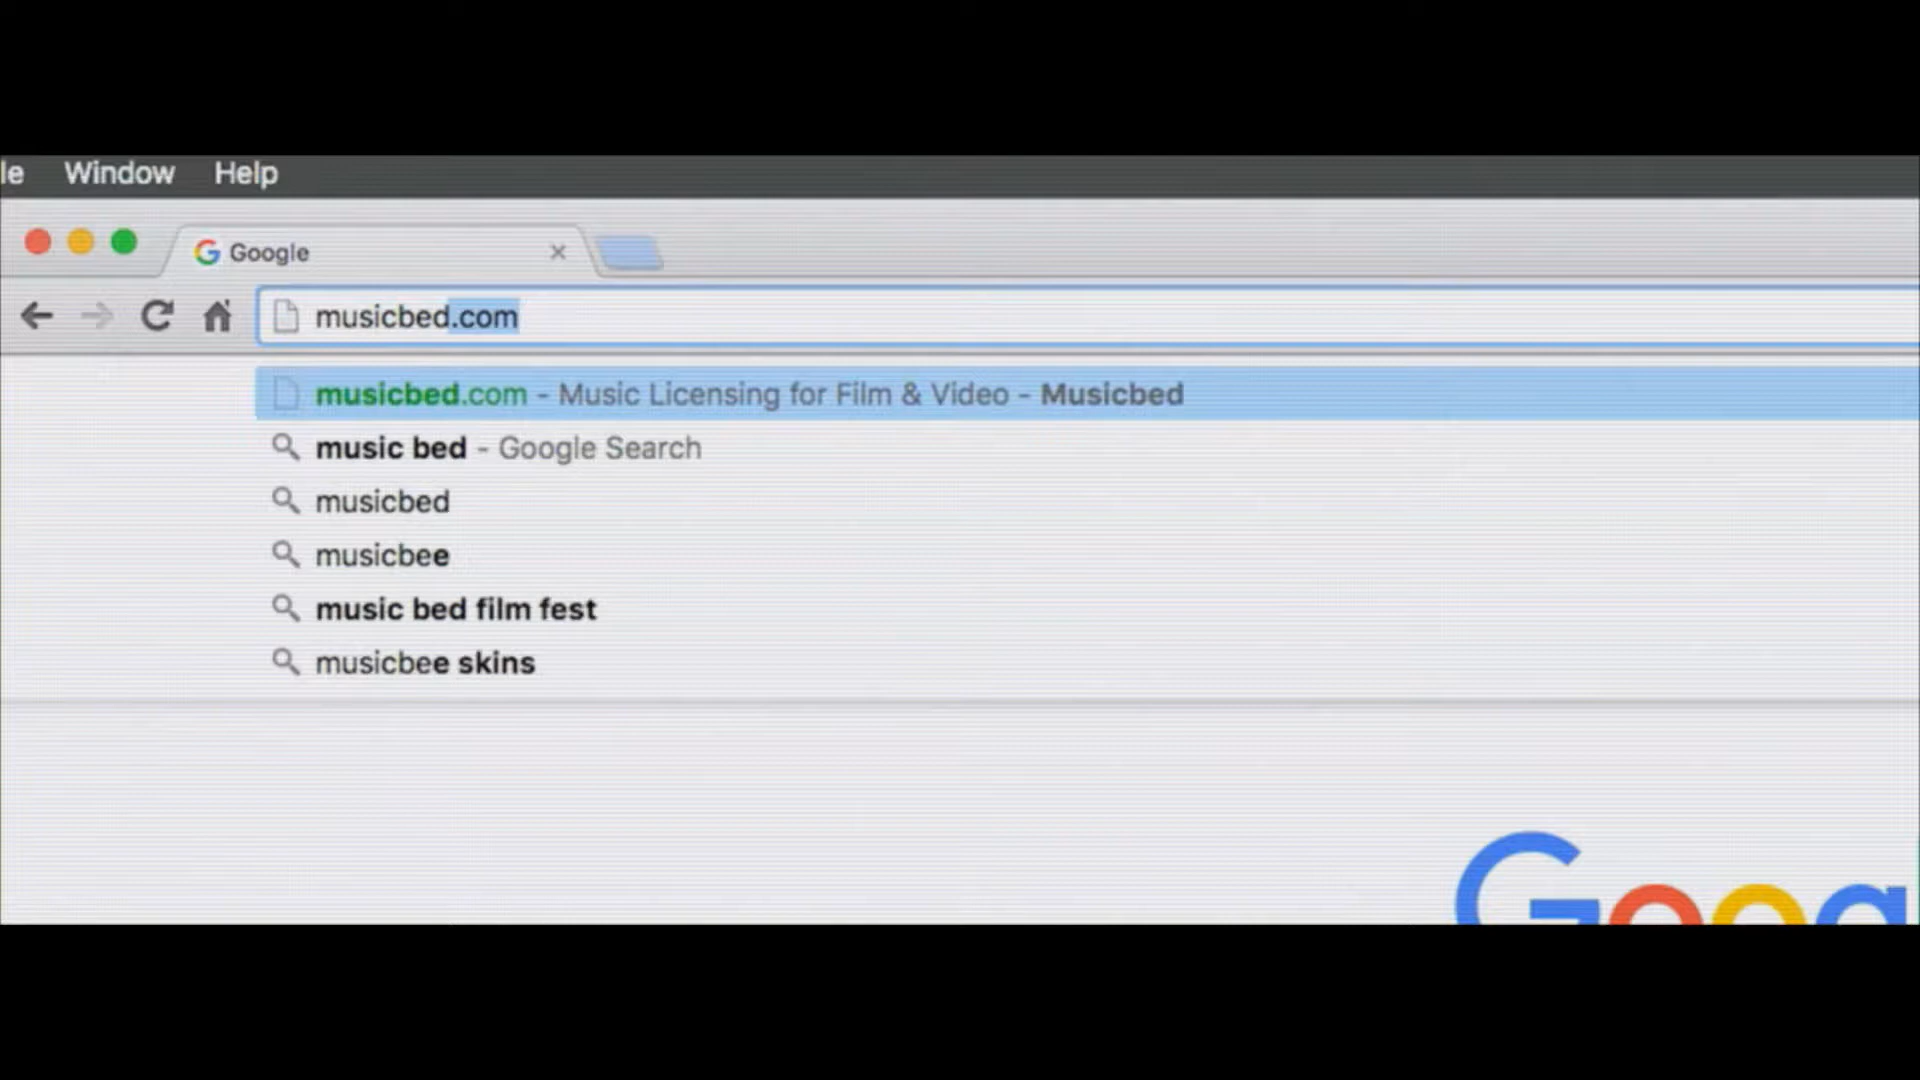 le Window Help
Google
musicbed.com
musicbed.com - Music Licensing for Film & Video - Musicbed
music bed - Google Search
musicbed
musicbee
music bed film fest
musicbee skins
Goog